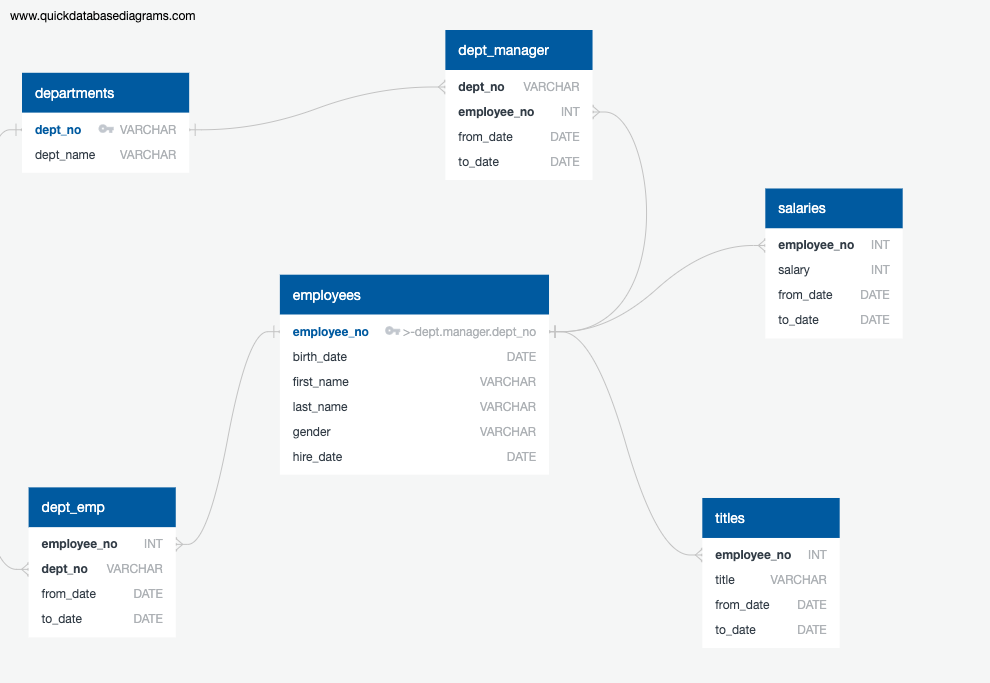 www.quickdatabasediagrams.com
dept_manager
dept_no VARCHAR
employee_no INT
from_date DATE
to_date DATE
departments
dept_no VARCHAR
dept_name VARCHAR
salaries
employee_no INT
salary INT
from_date DATE
to_date DATE
employees
employee_no >-dept.manager.dept_no
birth_date DATE
first_name VARCHAR
last_name VARCHAR
gender VARCHAR
hire_date DATE
dept_emp
employee_no INT
dept_no VARCHAR
from_date DATE
to_date DATE
titles
employee_no INT
title VARCHAR
from_date DATE
to_date DATE